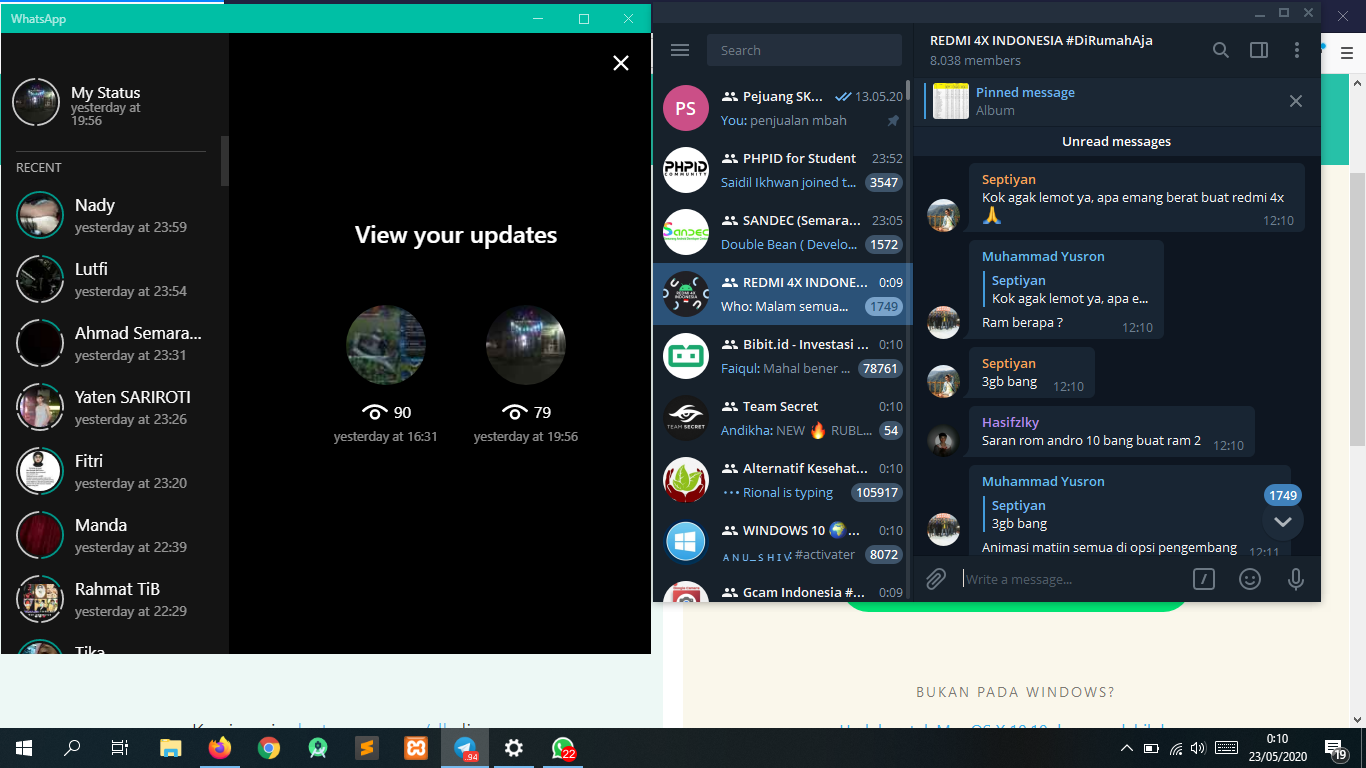 WhatsApp
My Status
yesterday at
19:56
RECENT
Nady
yesterday at 23:59
Lutfi
yesterday at 23:54
Ahmad Semara...
yesterday at 23:31
Yaten SARIROTI
yesterday at 23:26
Fitri
yesterday at 23:20
Manda
yesterday at 22:39
Rahmat TiB
yesterday at 22:29
Tika
View your updates
90
yesterday at 16:31
79
yesterday at 19:56
Search
PS
Pejuang SK... 13.05.20
You: penjualan mbah
PHPID
COMMUNITY
PHPID for Student 23:52
Saidil Ikhwan joined t... 3547
Sandec
SANDEC (Semara... 23:05
Double Bean ( Develo... 1572
REDMI 4X
INDONESIA
REDMI 4X INDONE... 0:09
Who: Malam semua... 1749
Bibit.id - Investasi ... 0:10
Faiqul: Mahal bener ... 78761
TEAM SECRET
Team Secret 0:10
Andikha: NEW 🔥 RUBL... 54
Alternatif Kesehat... 0:10
Rional is typing 105917
WINDOWS 10 🌍 ... 0:10
ᴀɴᴜ_sʜɪᴠ: #activater 8072
Gcam Indonesia #... 0:09
REDMI 4X INDONESIA #DiRumahAja
8.038 members
Pinned message
Album
Unread messages
Septiyan
Kok agak lemot ya, apa emang berat buat redmi 4x
🙏 12:10
Muhammad Yusron
Septiyan
Kok agak lemot ya, apa e...
Ram berapa ? 12:10
Septiyan
3gb bang 12:10
Hasifzlky
Saran rom andro 10 bang buat ram 2 12:10
Muhammad Yusron
Septiyan
3gb bang
1749
Animasi matiin semua di opsi pengembang 12:11
Write a message...
BUKAN PADA WINDOWS?
.94
22
0:10
23/05/2020
19